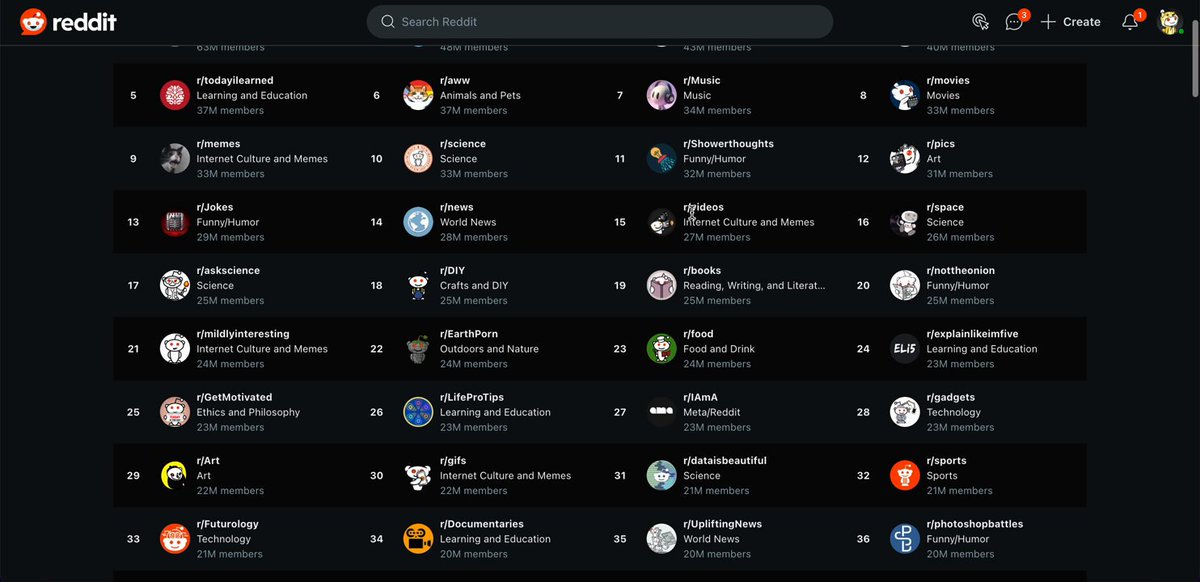 reddit
Search Reddit
3
Create
1
63M members
48M members
43M members
40M members
5
r/todayilearned
Learning and Education
37M members
6
r/aww
Animals and Pets
37M members
7
r/Music
Music
34M members
8
r/movies
Movies
33M members
9
r/memes
Internet Culture and Memes
33M members
10
r/science
Science
33M members
11
r/Showerthoughts
Funny/Humor
32M members
12
r/pics
Art
31M members
13
r/Jokes
Funny/Humor
29M members
14
r/news
World News
28M members
15
r/videos
Internet Culture and Memes
27M members
16
r/space
Science
26M members
17
r/askscience
Science
25M members
18
r/DIY
Crafts and DIY
25M members
19
r/books
Reading, Writing, and Literat...
25M members
20
r/nottheonion
Funny/Humor
25M members
21
r/mildlyinteresting
Internet Culture and Memes
24M members
22
r/EarthPorn
Outdoors and Nature
24M members
23
r/food
Food and Drink
24M members
24
ELI5
r/explainlikeimfive
Learning and Education
23M members
25
r/GetMotivated
Ethics and Philosophy
23M members
26
r/LifeProTips
Learning and Education
23M members
27
ama
r/IAmA
Meta/Reddit
23M members
28
r/gadgets
Technology
23M members
29
r/Art
Art
22M members
30
r/gifs
Internet Culture and Memes
22M members
31
r/dataisbeautiful
Science
21M members
32
r/sports
Sports
21M members
33
r/Futurology
Technology
21M members
34
r/Documentaries
Learning and Education
20M members
35
r/UpliftingNews
World News
20M members
36
r/photoshopbattles
Funny/Humor
20M members